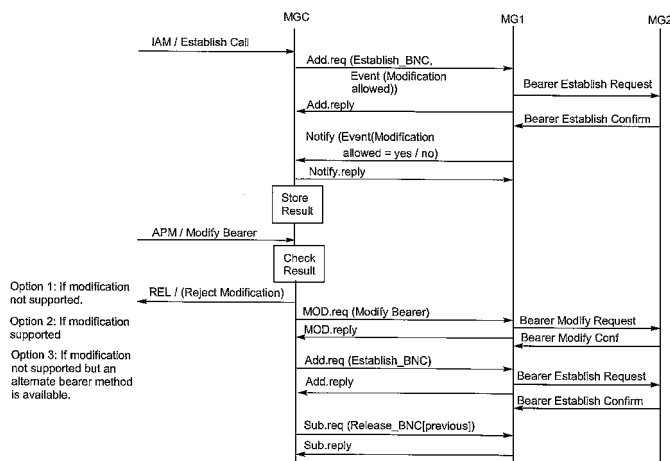 MGC
MG1
MG2
IAM / Establish Call
Add.req (Establish_BNC,
Event (Modification
allowed))
Bearer Establish Request
Add.reply
Bearer Establish Confirm
Notify (Event(Modification
allowed = yes / no)
Notify.reply
Store
Result
APM / Modify Bearer
Check
Result
Option 1: If modification
not supported.
REL / (Reject Modification)
MOD.req (Modify Bearer)
Bearer Modify Request
Option 2: If modification
supported
MOD.reply
Bearer Modify Conf
Option 3: If modification
not supported but an
alternate bearer method
is available.
Add.req (Establish_BNC)
Bearer Establish Request
Add.reply
Bearer Establish Confirm
Sub.req (Release_BNC[previous])
Sub.reply